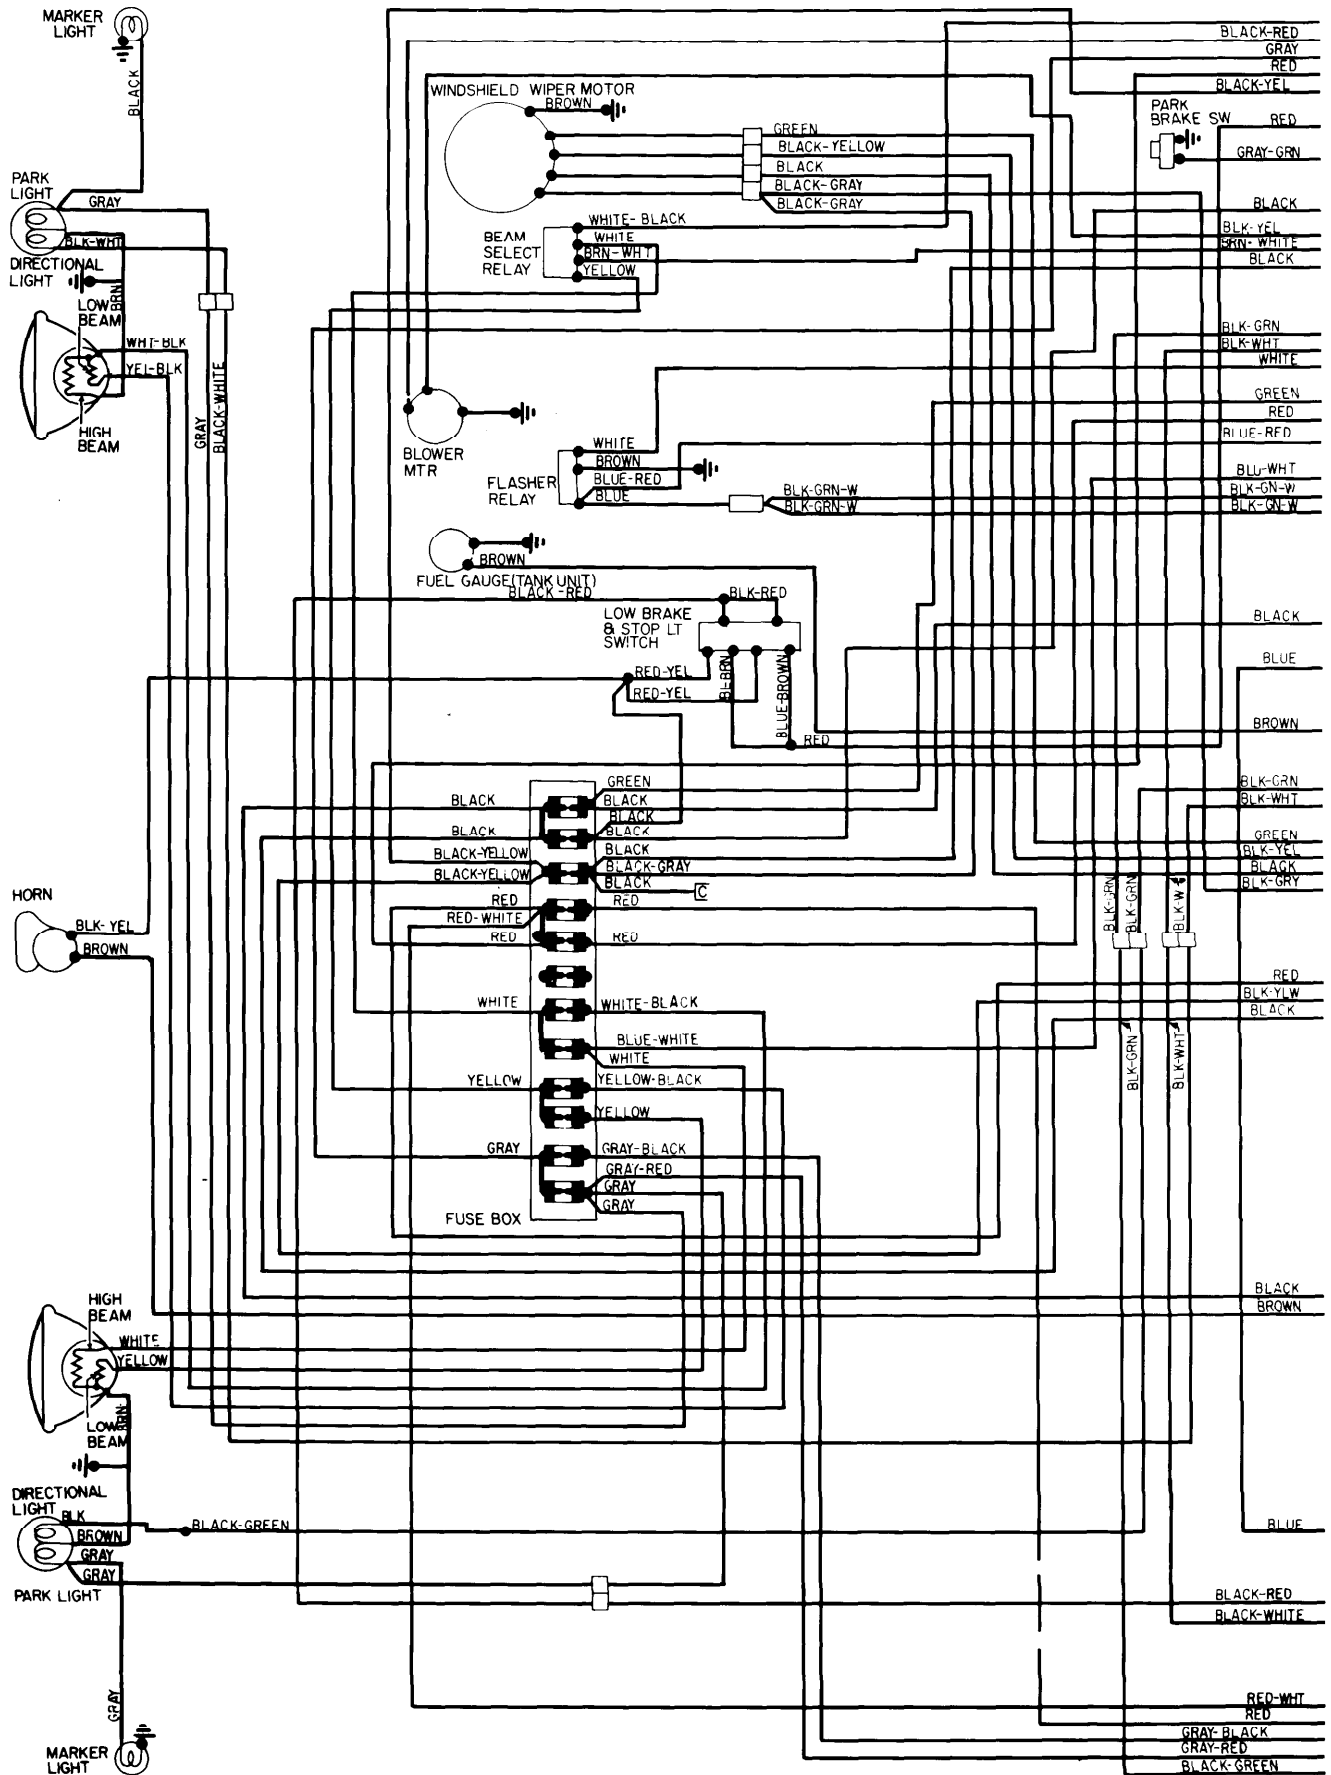 MARKER
LIGHT
BLACK
PARK
LIGHT
GRAY
BLK-WHT
DIRECTIONAL
LIGHT
BRN
LOW
BEAM
WHT-BLK
YEL-BLK
HIGH
BEAM
GRAY
BLACK-WHITE
WINDSHIELD WIPER MOTOR
BROWN
GREEN
BLACK-YELLOW
BLACK
BLACK-GRAY
BLACK-GRAY
BEAM
SELECT
RELAY
WHITE-BLACK
WHITE
BRN-WHT
YELLOW
BLOWER
MTR
FLASHER
RELAY
WHITE
BROWN
BLUE-RED
BLUE
BLK-GRN-W
BLK-GRN-W
BROWN
FUEL GAUGE(TANK UNIT)
BLACK-RED
BLK-RED
LOW BRAKE
& STOP LT
SWITCH
RED-YEL
RED-YEL
BL-BRN
BLUE-BROWN
RED
BLACK-RED
GRAY
RED
BLACK-YEL
PARK
BRAKE SW
RED
GRAY-GRN
BLACK
BLK-YEL
BRN-WHITE
BLACK
BLK-GRN
BLK-WHT
WHITE
GREEN
RED
BLUE-RED
BLU-WHT
BLK-GN-W
BLK-GN-W
BLACK
BLUE
BROWN
BLK-GRN
BLK-WHT
GREEN
BLK-YEL
BLACK
BLK-GRY
BLK-GRN
BLK-GRN
RED
BLK-YLW
BLACK
BLK-GRN
BLK-WHT
BLACK
BLACK
BLACK-YELLOW
BLACK-YELLOW
RED
RED-WHITE
RED
WHITE
YELLOW
GRAY
GREEN
BLACK
BLACK
BLACK
BLACK
BLACK-GRAY
BLACK
C
RED
RED
WHITE-BLACK
BLUE-WHITE
WHITE
YELLOW-BLACK
YELLOW
GRAY-BLACK
GRAY-RED
GRAY
GRAY
FUSE BOX
HORN
BLK-YEL
BROWN
BLACK
BROWN
HIGH
BEAM
WHITE
YELLOW
LOW
BEAM
BRN
DIRECTIONAL
LIGHT
BLK
BROWN
GRAY
GRAY
BLACK-GREEN
PARK LIGHT
BLUE
BLACK-RED
BLACK-WHITE
GRAY
MARKER
LIGHT
RED-WHT
RED
GRAY-BLACK
GRAY-RED
BLACK-GREEN